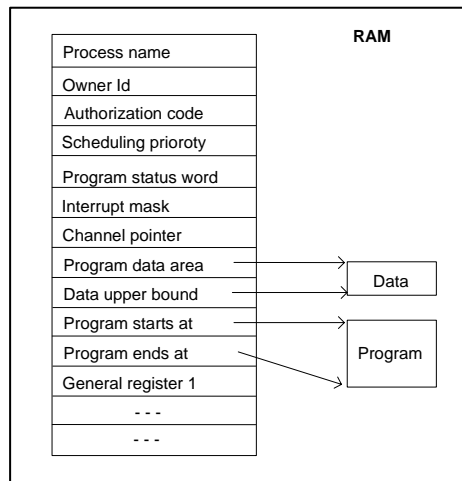 RAM
Process name
Owner Id
Authorization code
Scheduling prioroty
Program status word
Interrupt mask
Channel pointer
Program data area
Data upper bound
Program starts at
Program ends at
General register 1
- - -
- - -
Data
Program